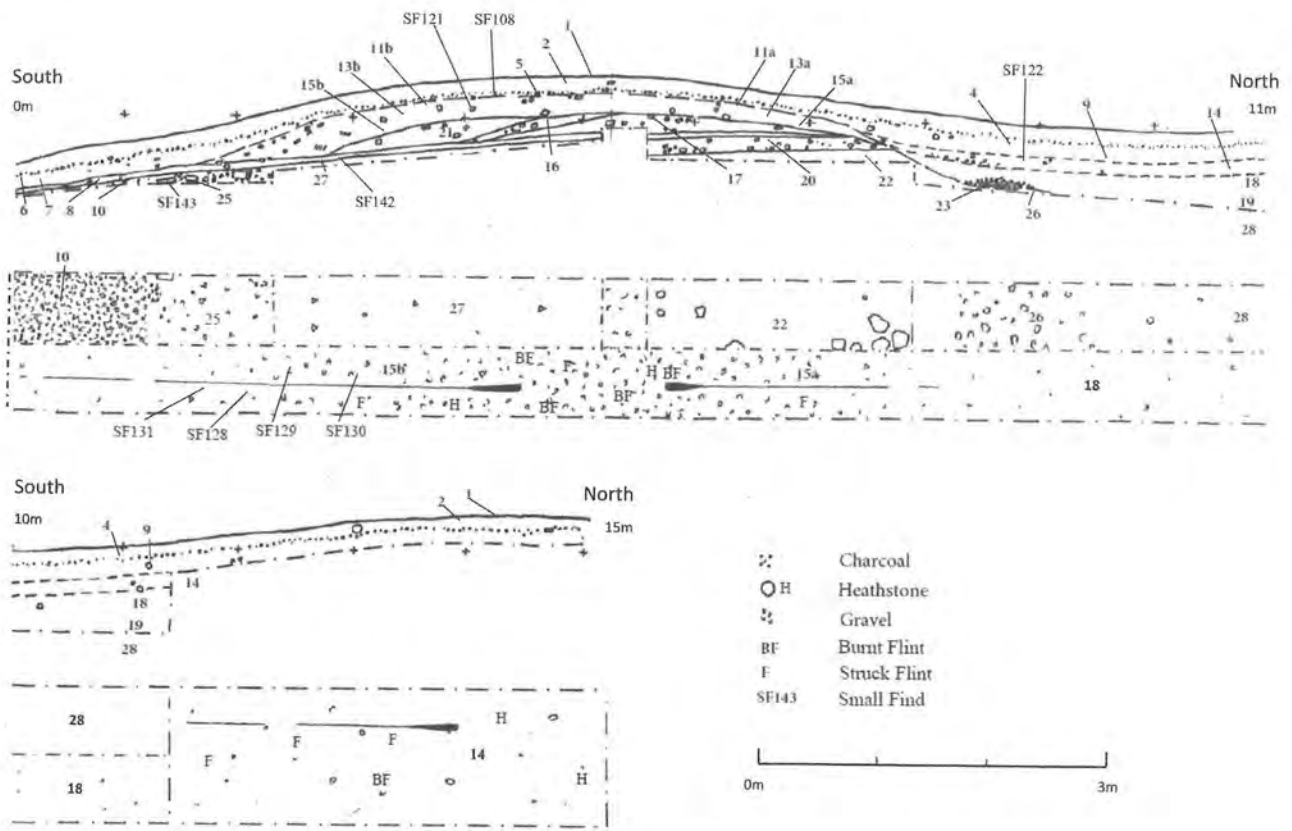 SF121 SF108 1
11b 2 11a
South 13b 5 13a SF122 North
0m 15b 15a 4 9 14 11m
16
6 7 8 10 SF143 25 27 SF142 17 20 22 23 26 18
19
28
10
25 27 22 26 28
BF F H BF
15b 15a 18
F H BF BF F
SF131 SF128 SF129 SF130
South North
10m 4 9 2 1 15m
14
18
19
28
28 H
F F 14
18 F BF H
Charcoal
H Heathstone
Gravel
BF Burnt Flint
F Struck Flint
SF143 Small Find
0m 3m